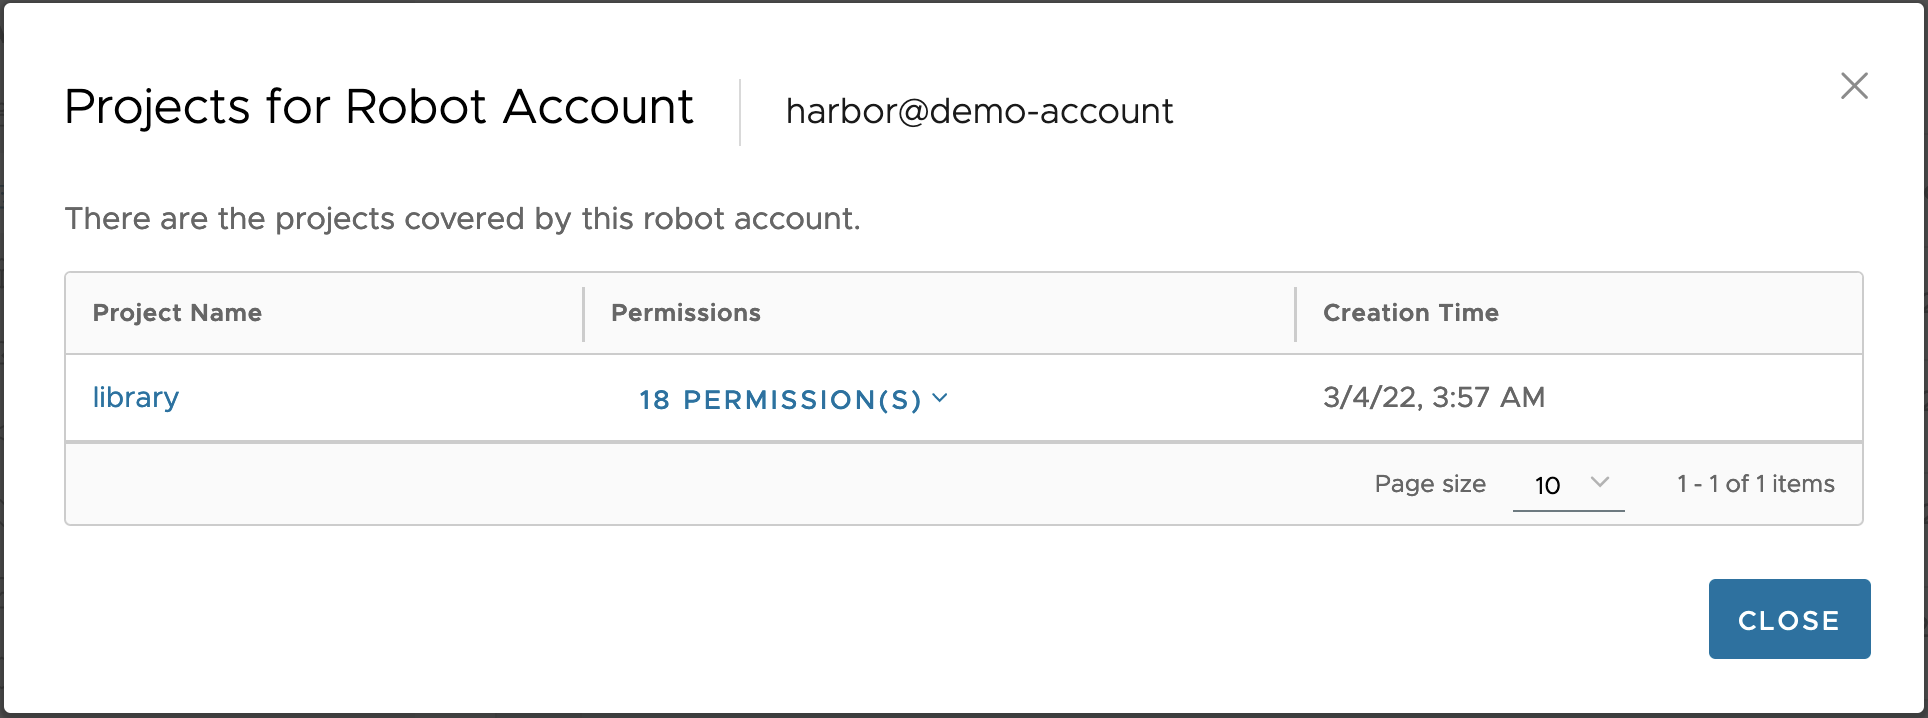 Projects for Robot Account harbor@demo-account
There are the projects covered by this robot account.
Project Name Permissions Creation Time
library 18 PERMISSION(S) 3/4/22, 3:57 AM
Page size 10 1 - 1 of 1 items
CLOSE